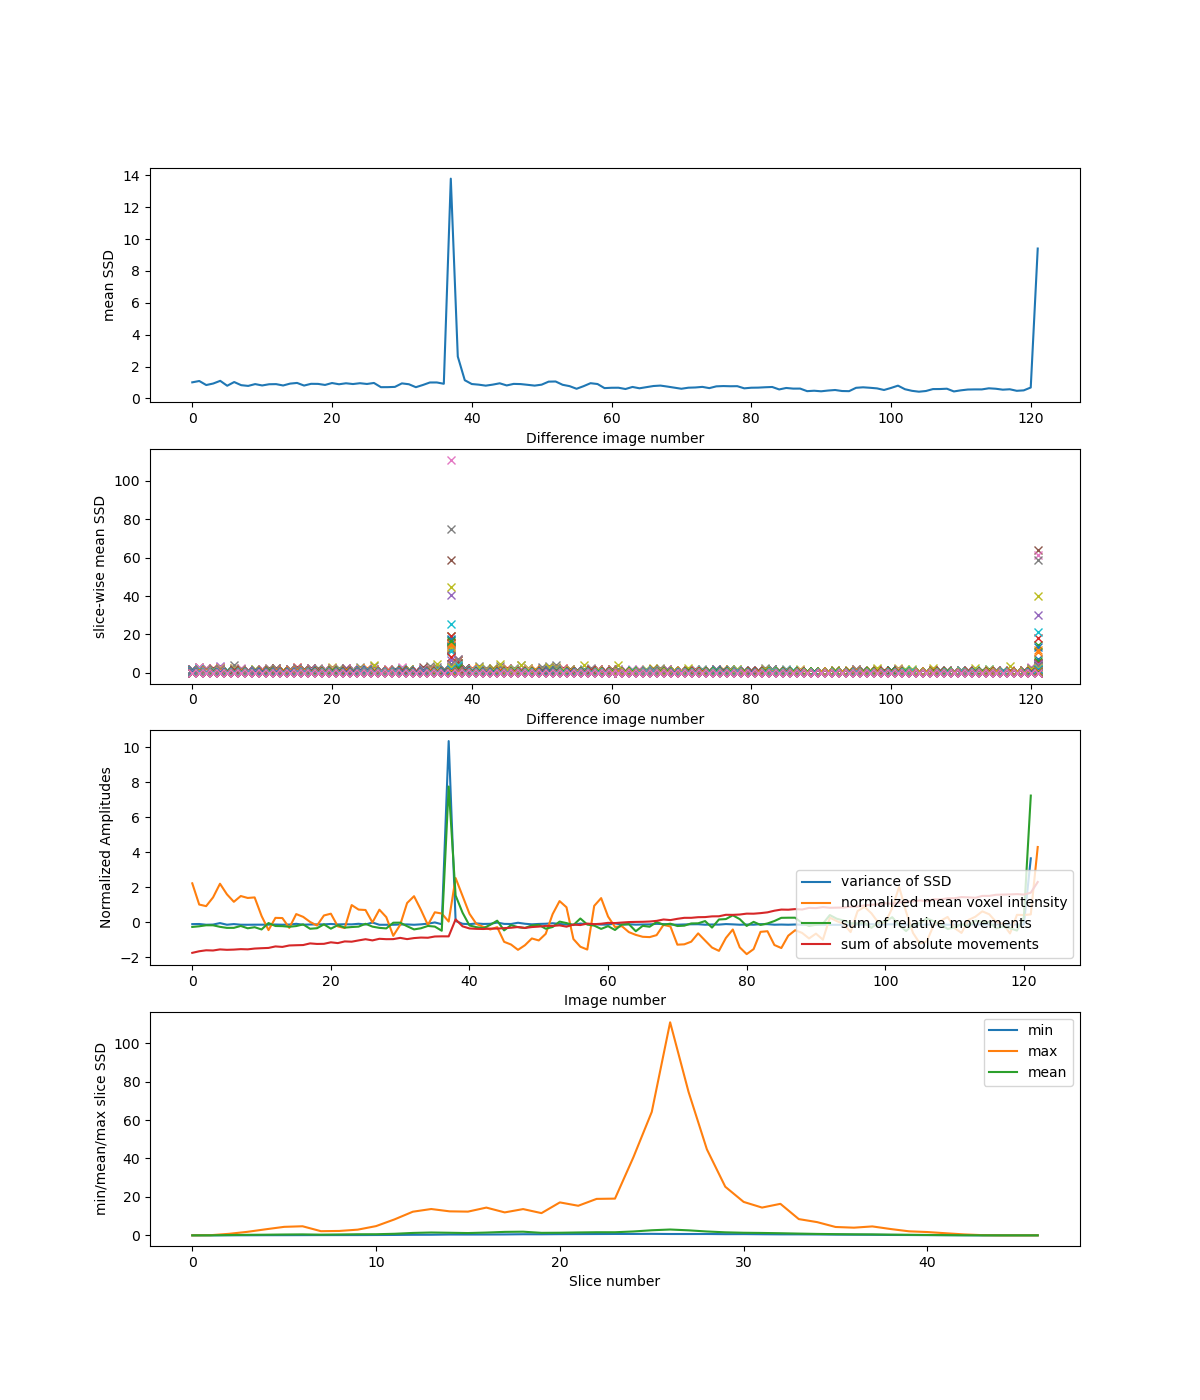 14
12
10
8
6
4
2
0
mean SSD
0 20 40 60 80 100 120
Difference image number
100
80
60
40
20
0
slice-wise mean SSD
0 20 40 60 80 100 120
Difference image number
10
8
6
4
2
0
−2
Normalized Amplitudes
variance of SSD
normalized mean voxel intensity
sum of relative movements
sum of absolute movements
0 20 40 60 80 100 120
Image number
100
80
60
40
20
0
min/mean/max slice SSD
min
max
mean
0 10 20 30 40
Slice number